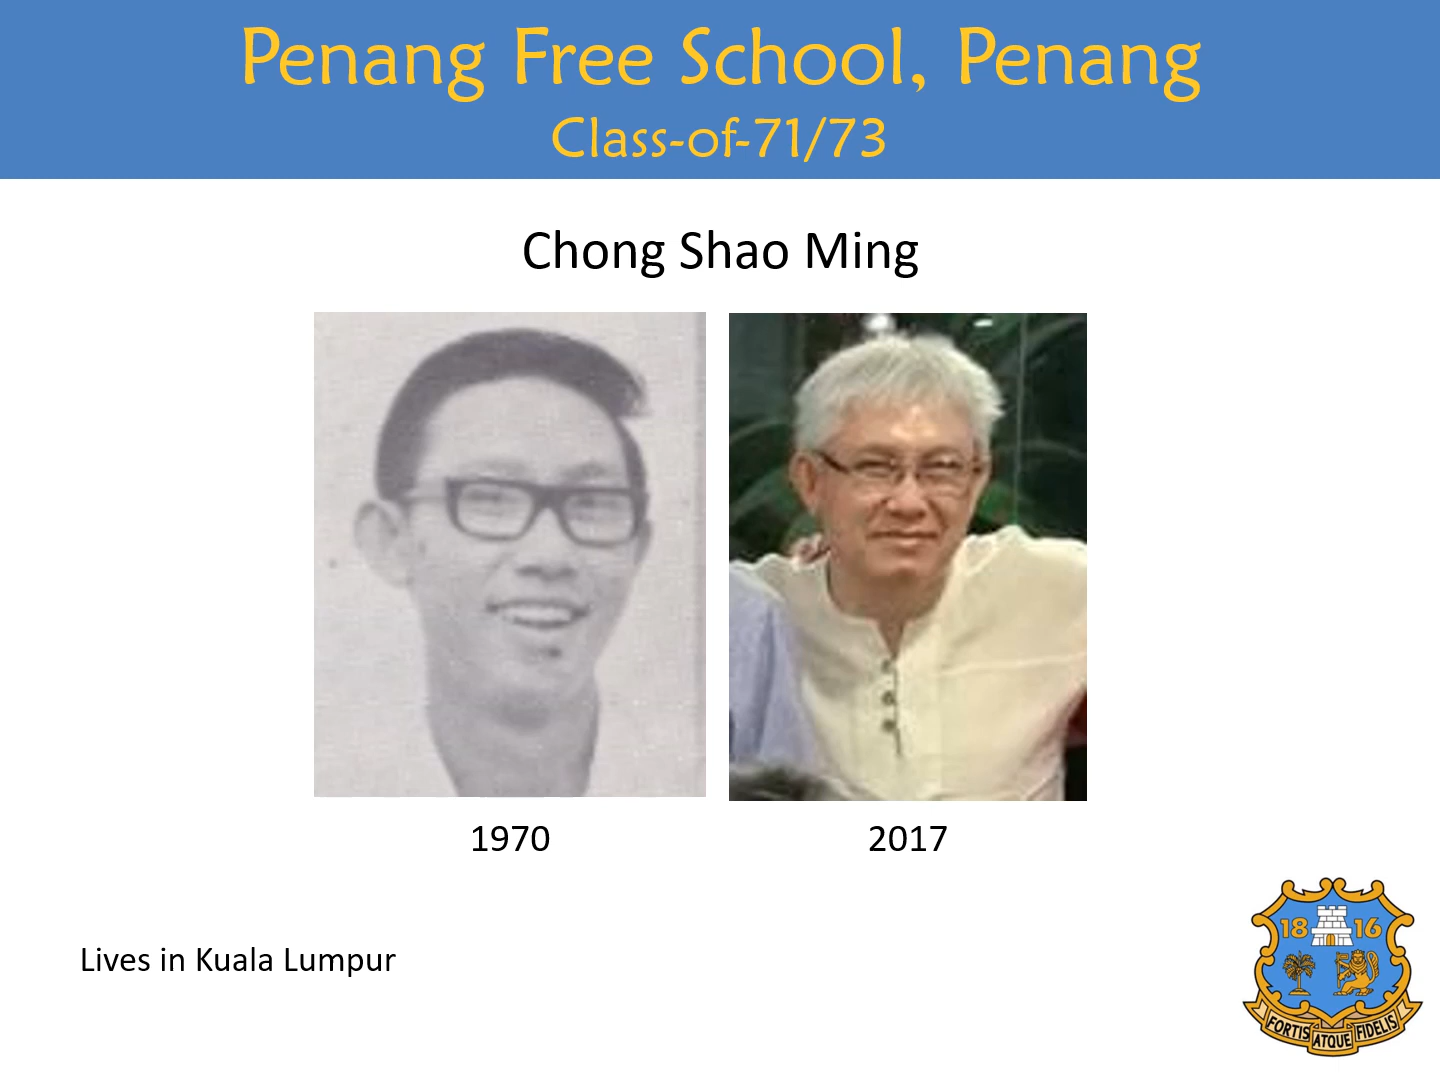 Penang Free School, Penang
Class-of-71/73
Chong Shao Ming
1970
2017
Lives in Kuala Lumpur
18 16
FORTIS ATQUE FIDELIS